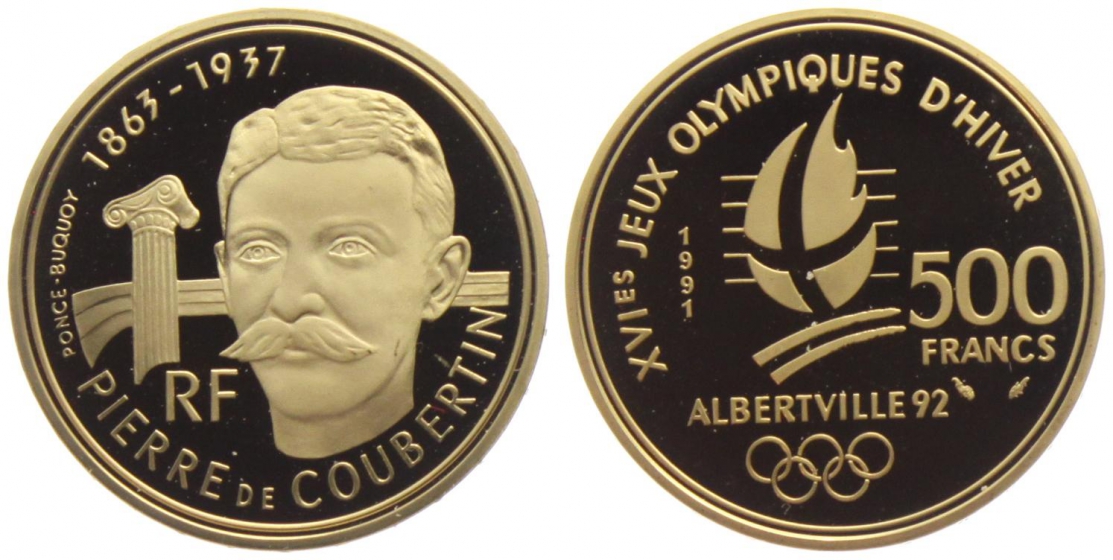 1863-1937
PONCE-BUQUOY
RF
PIERRE DE COUBERTIN
XVIES JEUX OLYMPIQUES D'HIVER
1991
500
FRANCS
ALBERTVILLE 92